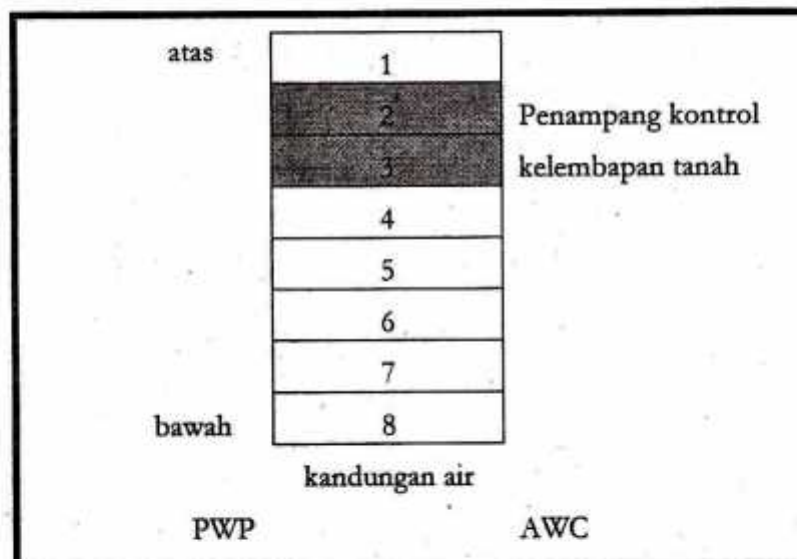 atas
1
2
Penampang kontrol
3
kelembapan tanah
4
5
6
7
bawah
8
kandungan air
PWP
AWC